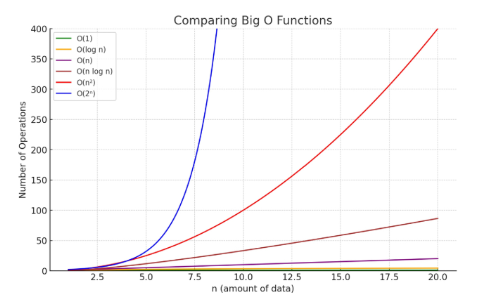 Comparing Big O Functions
400
350
300
250
200
150
100
50
0
Number of Operations
O(1)
O(log n)
O(n)
O(n log n)
O(n²)
O(2ⁿ)
2.5 5.0 7.5 10.0 12.5 15.0 17.5 20.0
n (amount of data)